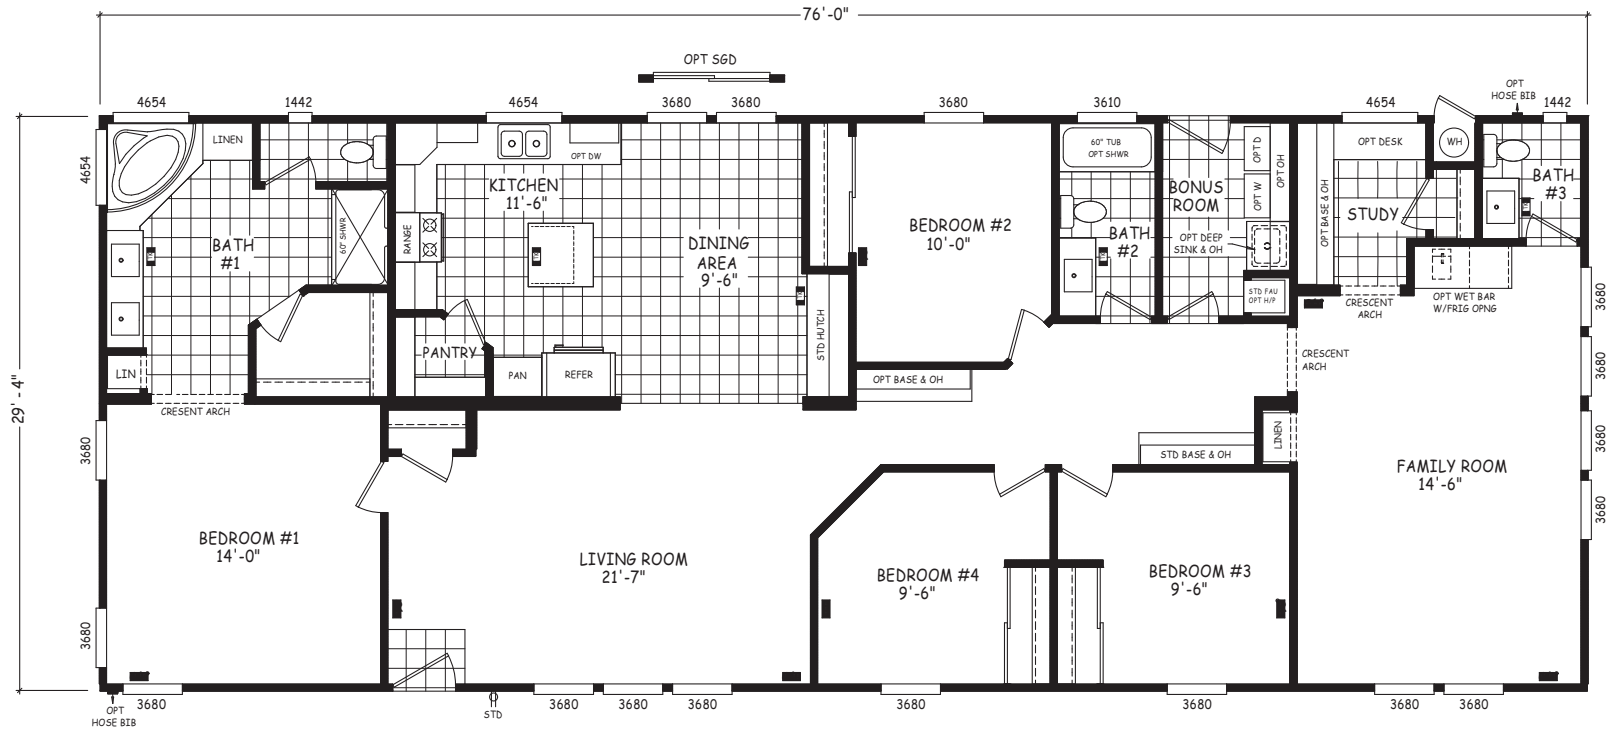 76'-0"
OPT SGD
4654
1442
4654
3680
3680
3680
3610
4654
OPT
HOSE BIB
1442
4654
LINEN
60" SHWR
BATH
#1
LIN
CRESENT ARCH
KITCHEN
11'-6"
OPT DW
RANGE
PANTRY
PAN
REFER
DINING
AREA
9'-6"
STD HUTCH
BEDROOM #2
10'-0"
OPT BASE & OH
60" TUB
OPT SHWR
BATH
#2
BONUS
ROOM
OPT D
OPT W
OPT OH
OPT DEEP
SINK & OH
STD FAU
OPT H/P
OPT BASE & OH
OPT DESK
STUDY
WH
BATH
#3
CRESCENT
ARCH
OPT WET BAR
W/FRIG OPNG
CRESCENT
ARCH
LINEN
STD BASE & OH
3680
3680
3680
3680
29'-4"
3680
3680
BEDROOM #1
14'-0"
LIVING ROOM
21'-7"
BEDROOM #4
9'-6"
BEDROOM #3
9'-6"
FAMILY ROOM
14'-6"
OPT
HOSE BIB
3680
STD
3680
3680
3680
3680
3680
3680
3680